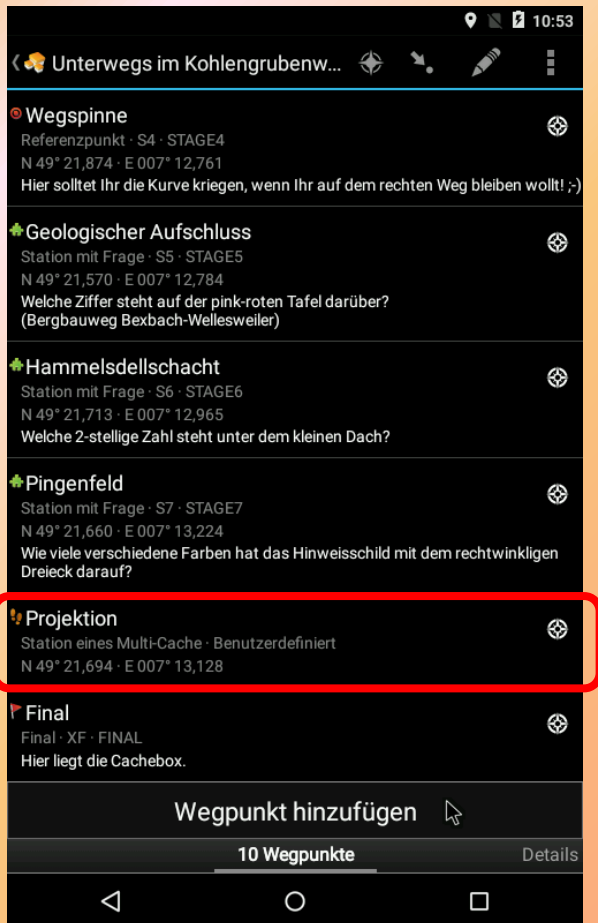 10:53
Unterwegs im Kohlengrubenw...
Wegspinne
Referenzpunkt · S4 · STAGE4
N 49° 21,874 · E 007° 12,761
Hier solltet Ihr die Kurve kriegen, wenn Ihr auf dem rechten Weg bleiben wollt! ;-)
Geologischer Aufschluss
Station mit Frage · S5 · STAGE5
N 49° 21,570 · E 007° 12,784
Welche Ziffer steht auf der pink-roten Tafel darüber?
(Bergbauweg Bexbach-Wellesweiler)
Hammelsdellschacht
Station mit Frage · S6 · STAGE6
N 49° 21,713 · E 007° 12,965
Welche 2-stellige Zahl steht unter dem kleinen Dach?
Pingenfeld
Station mit Frage · S7 · STAGE7
N 49° 21,660 · E 007° 13,224
Wie viele verschiedene Farben hat das Hinweisschild mit dem rechtwinkligen
Dreieck darauf?
Projektion
Station eines Multi-Cache · Benutzerdefiniert
N 49° 21,694 · E 007° 13,128
Final
Final · XF · FINAL
Hier liegt die Cachebox.
Wegpunkt hinzufügen
10 Wegpunkte
Details